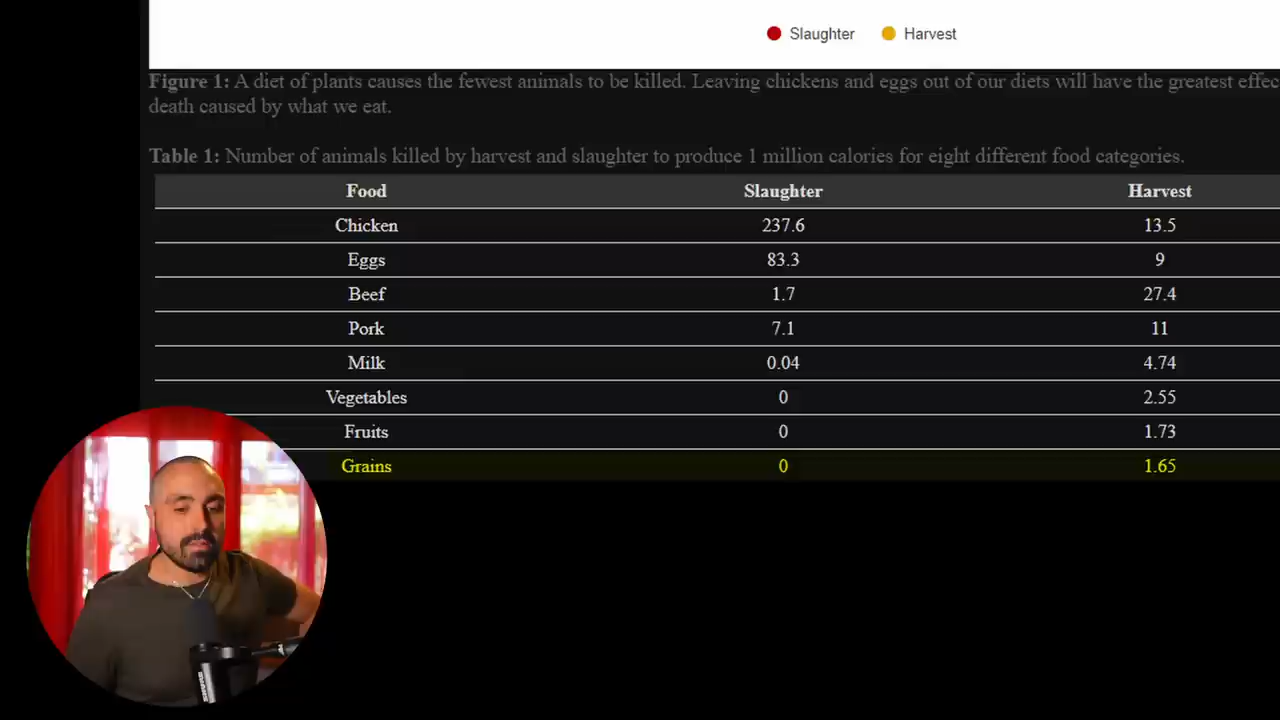 Slaughter Harvest
Figure 1: A diet of plants causes the fewest animals to be killed. Leaving chickens and eggs out of our diets will have the greatest effec
death caused by what we eat.
Table 1: Number of animals killed by harvest and slaughter to produce 1 million calories for eight different food categories.
Food Slaughter Harvest
Chicken 237.6 13.5
Eggs 83.3 9
Beef 1.7 27.4
Pork 7.1 11
Milk 0.04 4.74
Vegetables 0 2.55
Fruits 0 1.73
Grains 0 1.65